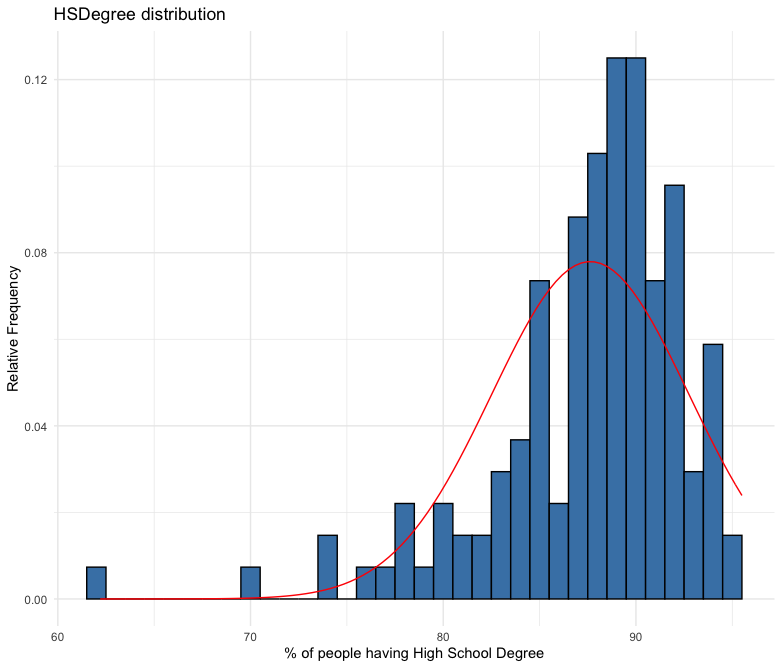 HSDegree distribution
Relative Frequency
0.12
0.08
0.04
0.00
60 70 80 90
% of people having High School Degree